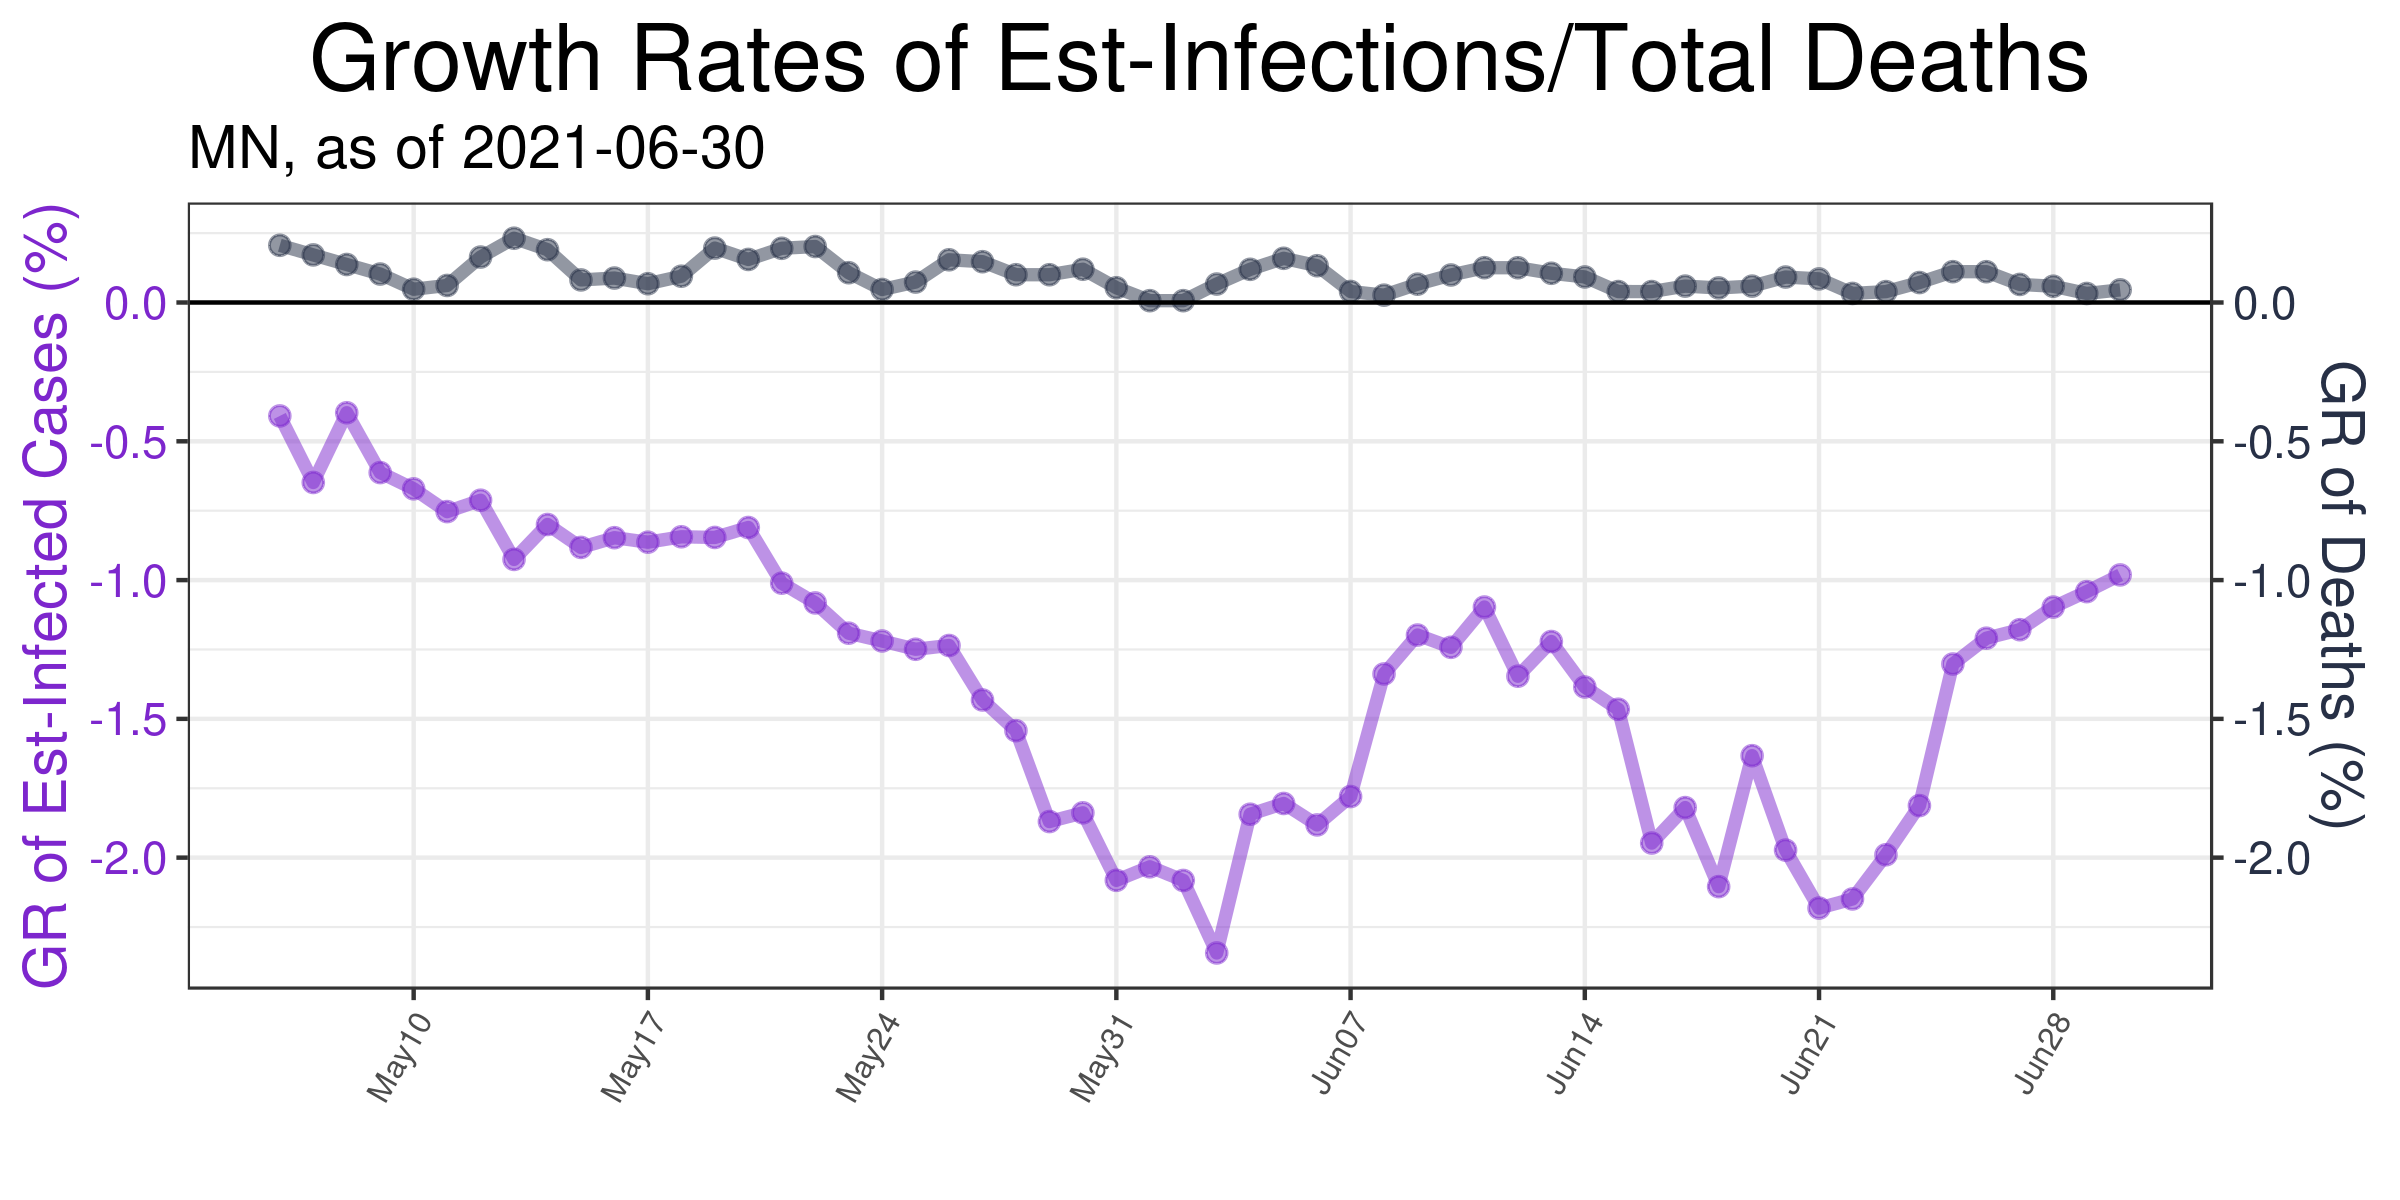 Growth Rates of Est-Infections/Total Deaths
MN, as of 2021-06-30
GR of Est-Infected Cases (%)
0.0
-0.5
-1.0
-1.5
-2.0
0.0
-0.5
-1.0
-1.5
-2.0
GR of Deaths (%)
May10
May17
May24
May31
Jun07
Jun14
Jun21
Jun28